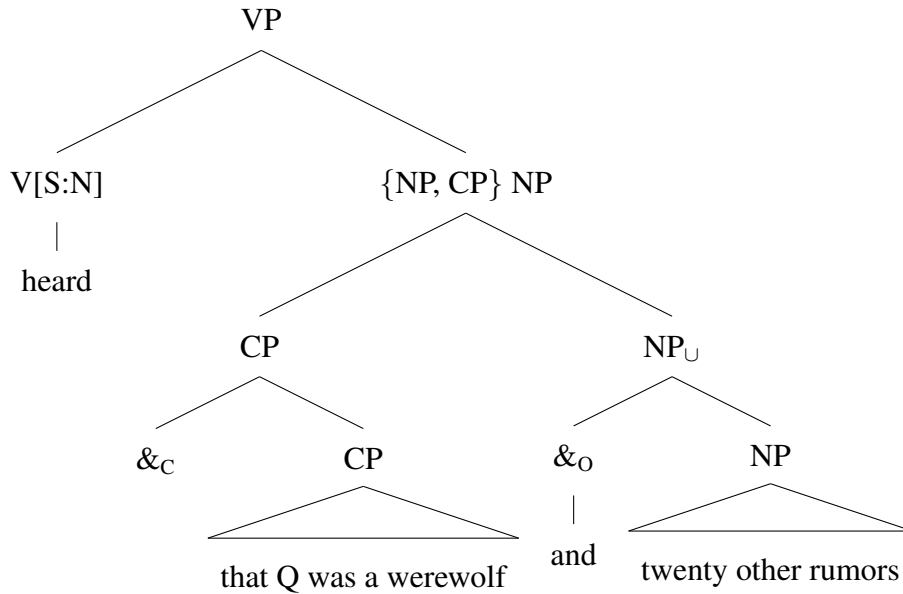 VP
V[S:N] {NP, CP} NP
heard
CP NP∪
&C CP &O NP
that Q was a werewolf and twenty other rumors